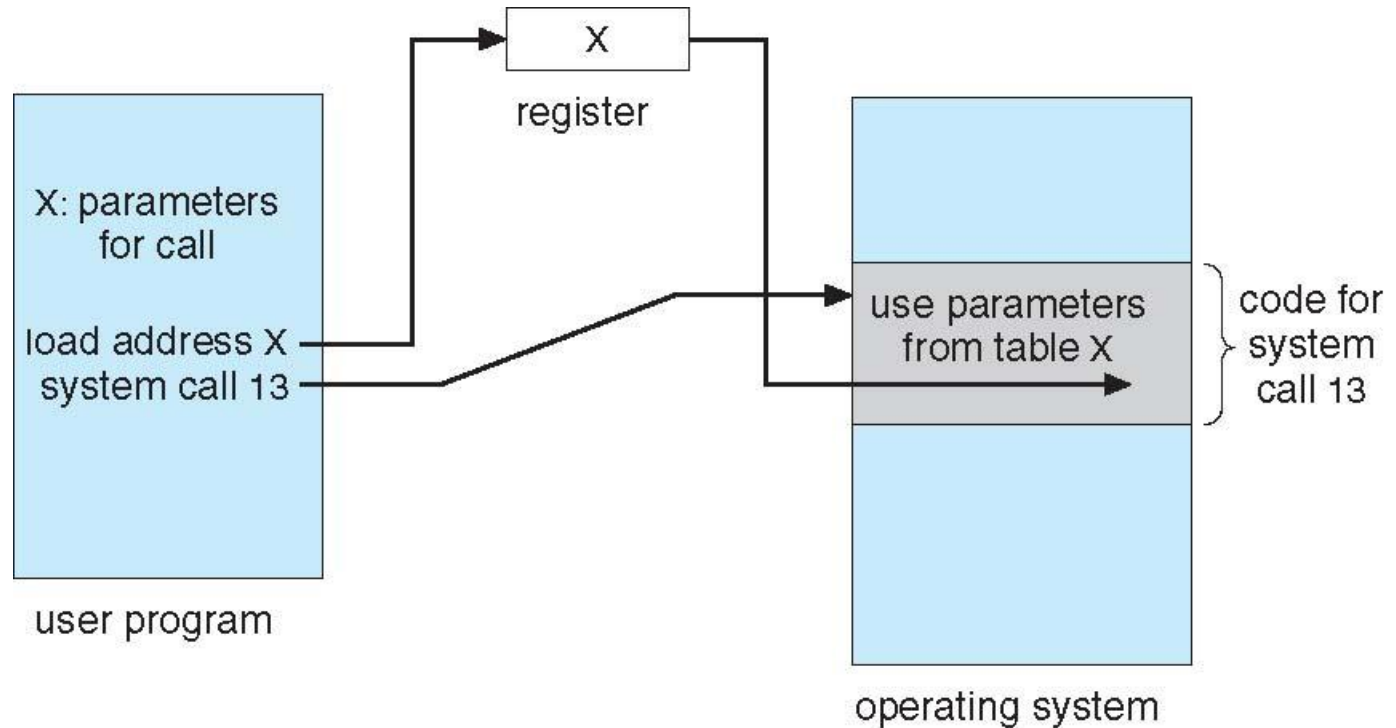 X
register
X: parameters
for call
load address X
system call 13
use parameters
from table X
code for
system
call 13
user program
operating system